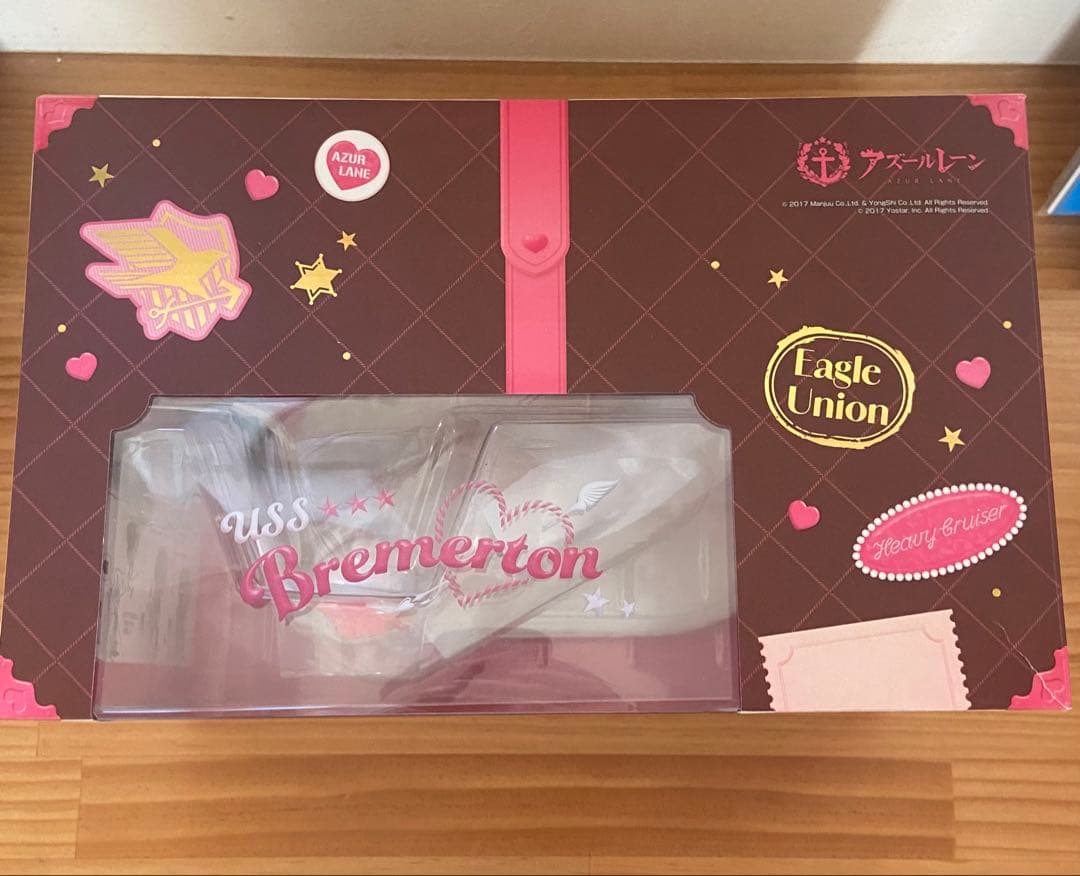 AZUR
LANE
アズールレーン
AZUR LANE
© 2017 Manjuu Co.,Ltd. & YongShi Co.,Ltd. All Rights Reserved.
© 2017 Yostar, Inc. All Rights Reserved.
Eagle
Union
USS
Bremerton
Heavy Cruiser